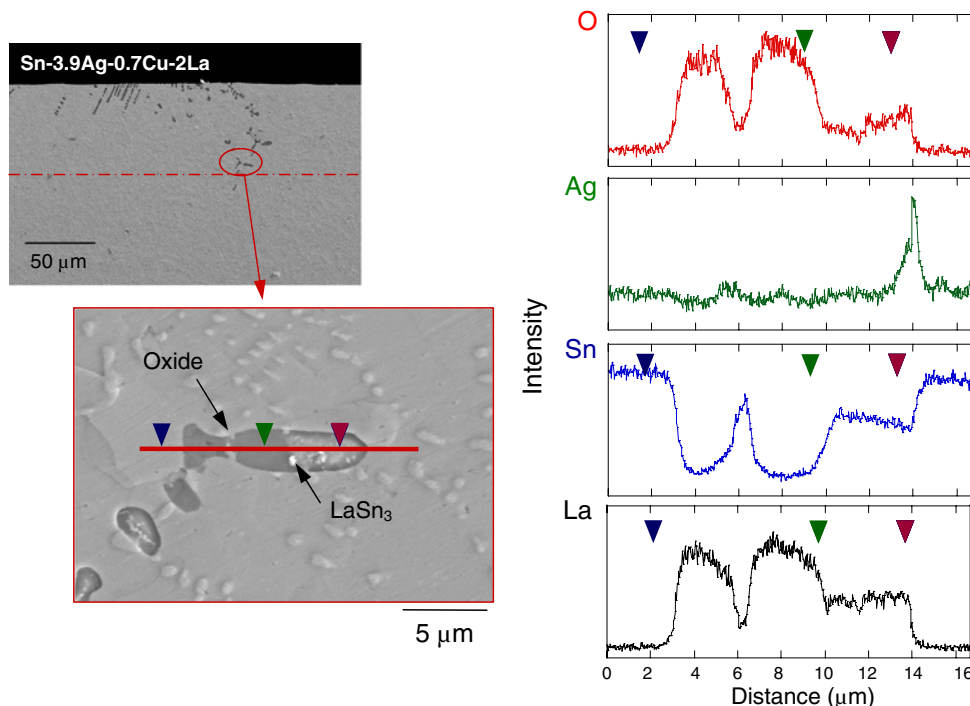 Sn-3.9Ag-0.7Cu-2La
50 μm
Oxide
LaSn₃
5 μm
Intensity
O
Ag
Sn
La
0 2 4 6 8 10 12 14 16
Distance (μm)